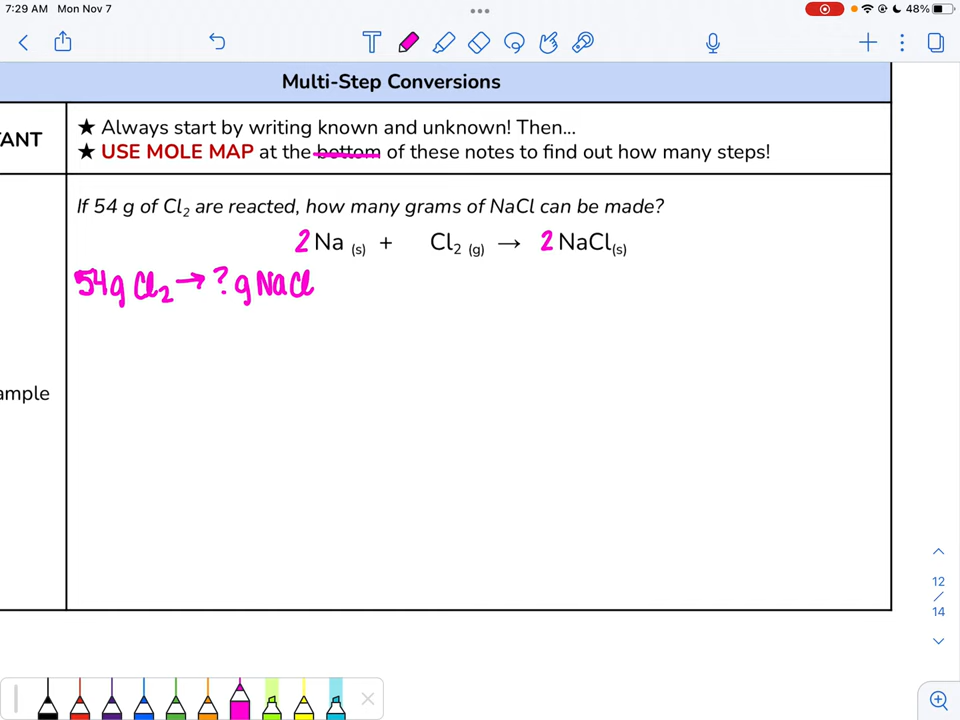 7:29 AM Mon Nov 7
48%
Multi-Step Conversions
TANT
★ Always start by writing known and unknown! Then...
★ USE MOLE MAP at the bottom of these notes to find out how many steps!
If 54 g of Cl₂ are reacted, how many grams of NaCl can be made?
2 Na (s) + Cl₂ (g) → 2 NaCl(s)
54g Cl₂ → ? g NaCl
ample
12
/
14